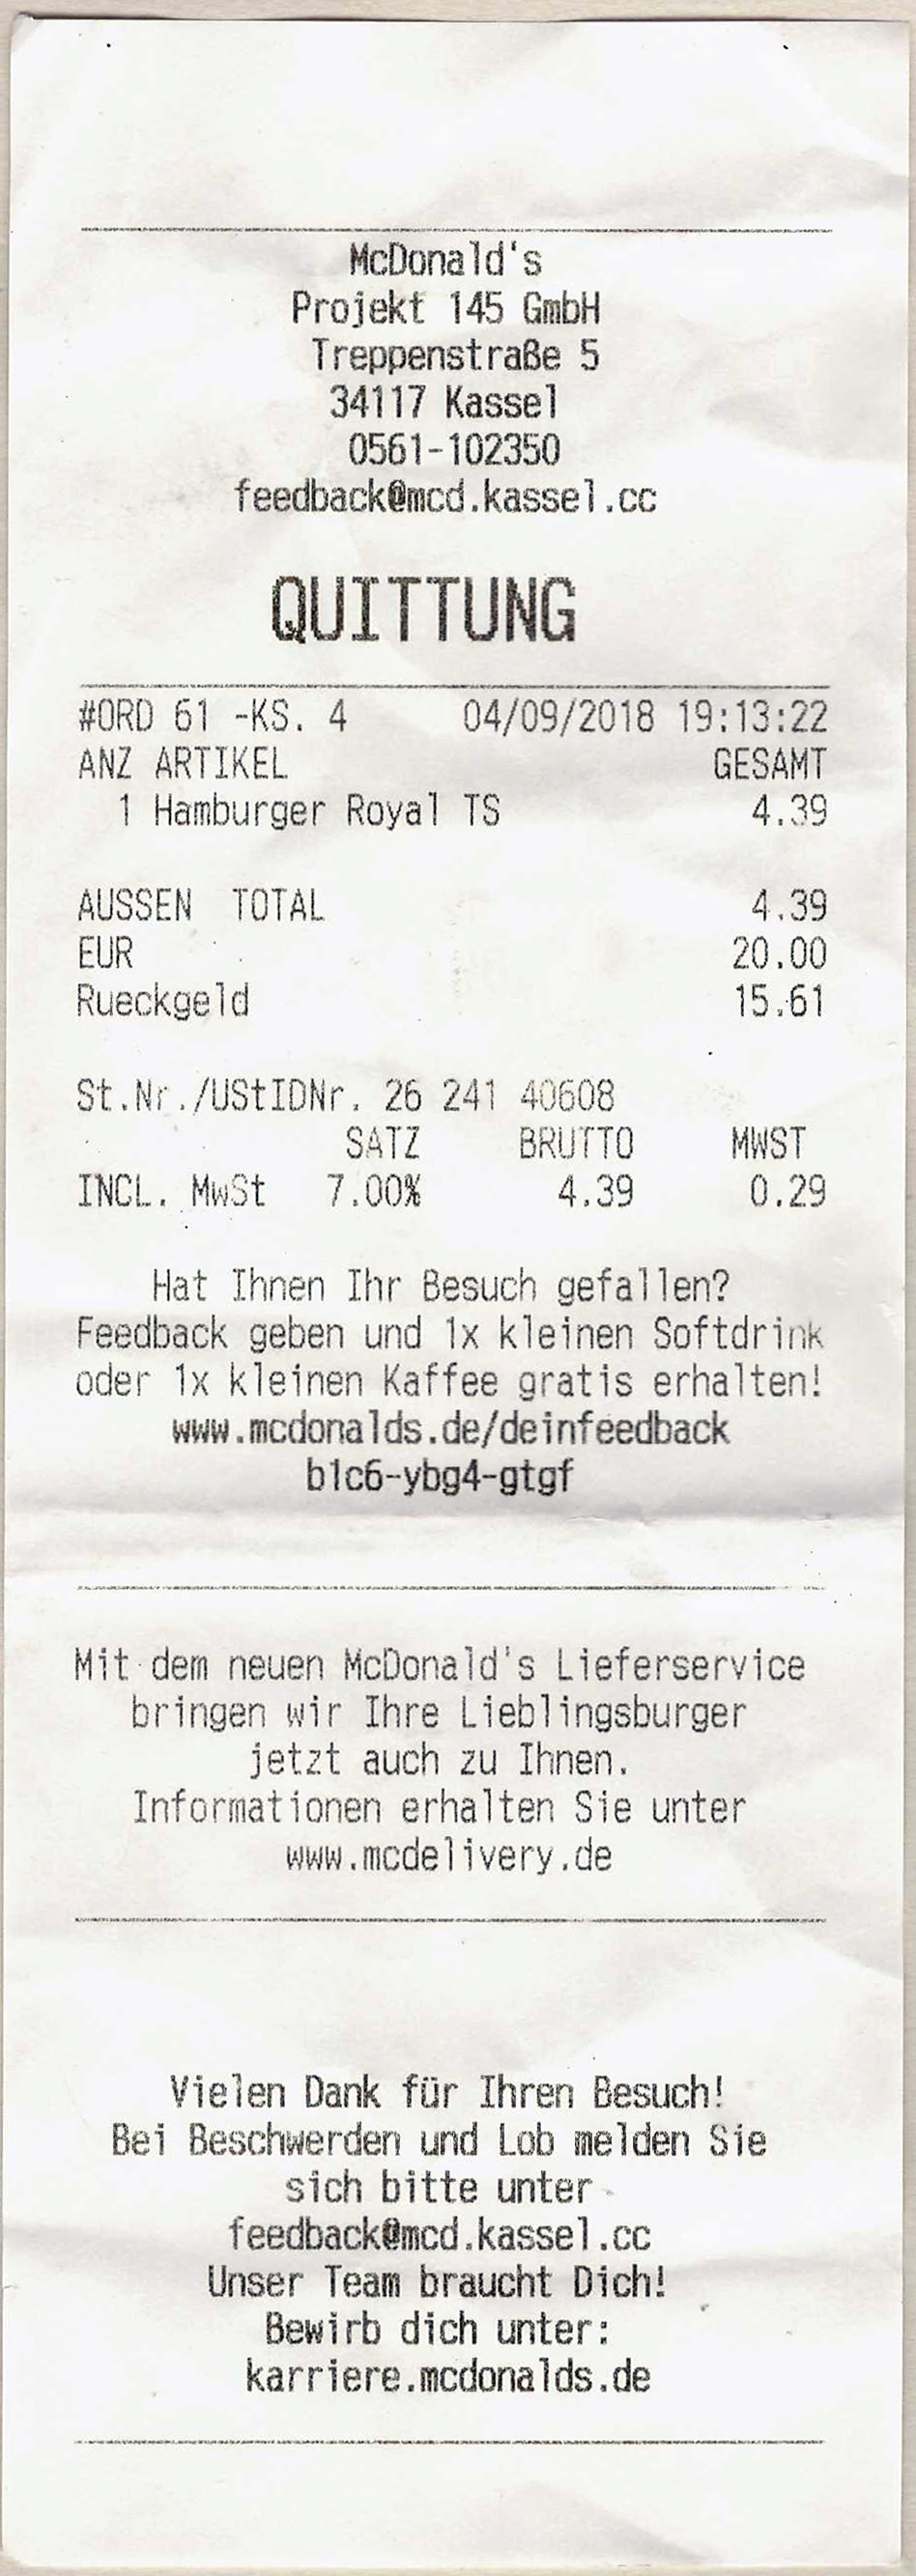 McDonald's
Projekt 145 GmbH
Treppenstraße 5
34117 Kassel
0561-102350
feedback@mcd.kassel.cc
QUITTUNG
#ORD 61 -KS. 4 04/09/2018 19:13:22
ANZ ARTIKEL GESAMT
1 Hamburger Royal TS 4.39
AUSSEN TOTAL 4.39
EUR 20.00
Rueckgeld 15.61
St.Nr./UStIDNr. 26 241 40608
SATZ BRUTTO MWST
INCL. MwSt 7.00% 4.39 0.29
Hat Ihnen Ihr Besuch gefallen?
Feedback geben und 1x kleinen Softdrink
oder 1x kleinen Kaffee gratis erhalten!
www.mcdonalds.de/deinfeedback
b1c6-ybg4-gtgf
Mit dem neuen McDonald's Lieferservice
bringen wir Ihre Lieblingsburger
jetzt auch zu Ihnen.
Informationen erhalten Sie unter
www.mcdelivery.de
Vielen Dank für Ihren Besuch!
Bei Beschwerden und Lob melden Sie
sich bitte unter
feedback@mcd.kassel.cc
Unser Team braucht Dich!
Bewirb dich unter:
karriere.mcdonalds.de